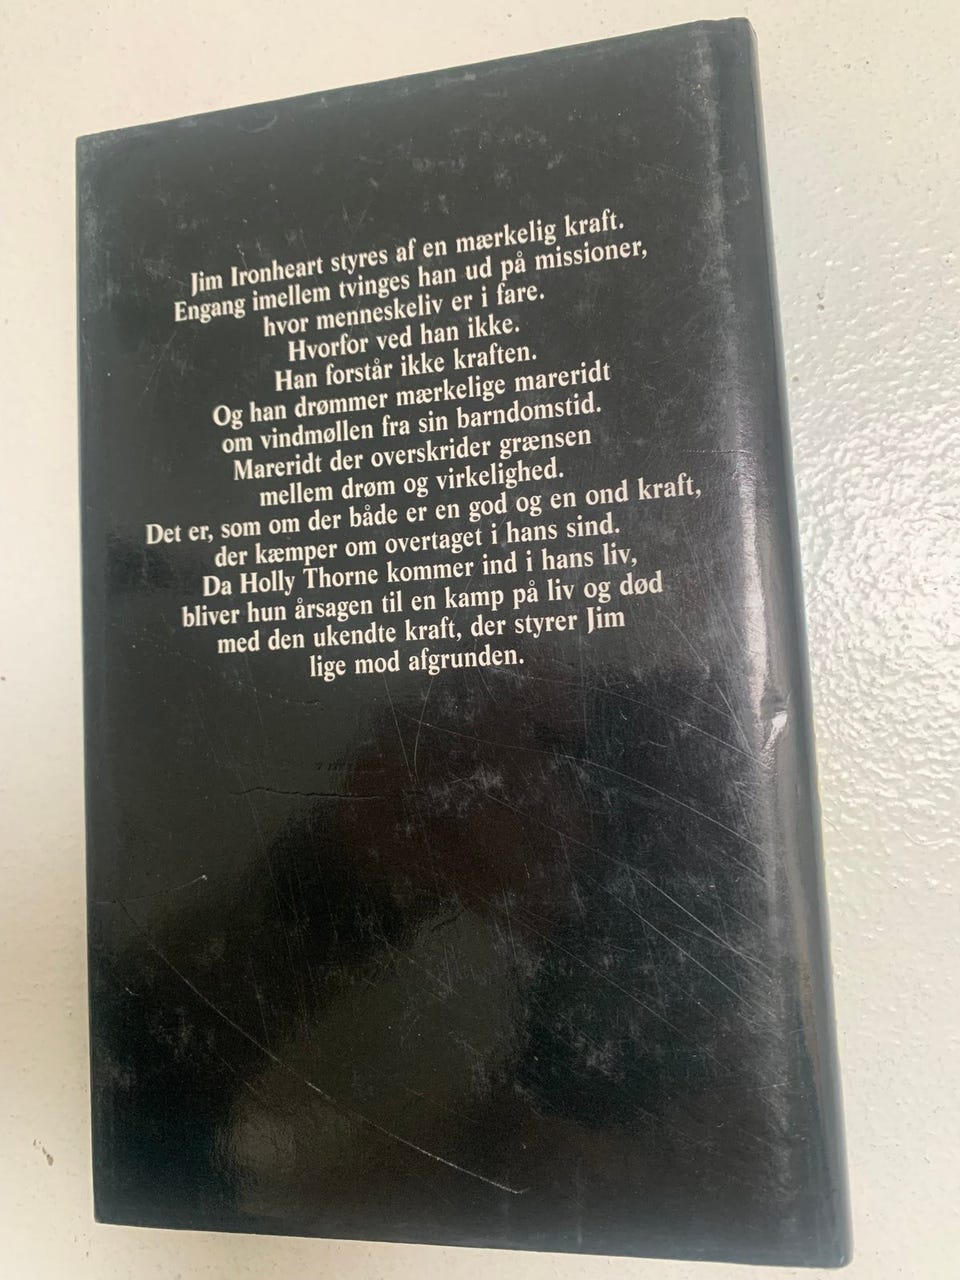 Jim Ironheart styres af en mærkelig kraft.
Engang imellem tvinges han ud på missioner,
hvor menneskeliv er i fare.
Hvorfor ved han ikke.
Han forstår ikke kraften.
Og han drømmer mærkelige mareridt
om vindmøllen fra sin barndomstid.
Mareridt der overskrider grænsen
mellem drøm og virkelighed.
Det er, som om der både er en god og en ond kraft,
der kæmper om overtaget i hans sind.
Da Holly Thorne kommer ind i hans liv,
bliver hun årsagen til en kamp på liv og død
med den ukendte kraft, der styrer Jim
lige mod afgrunden.